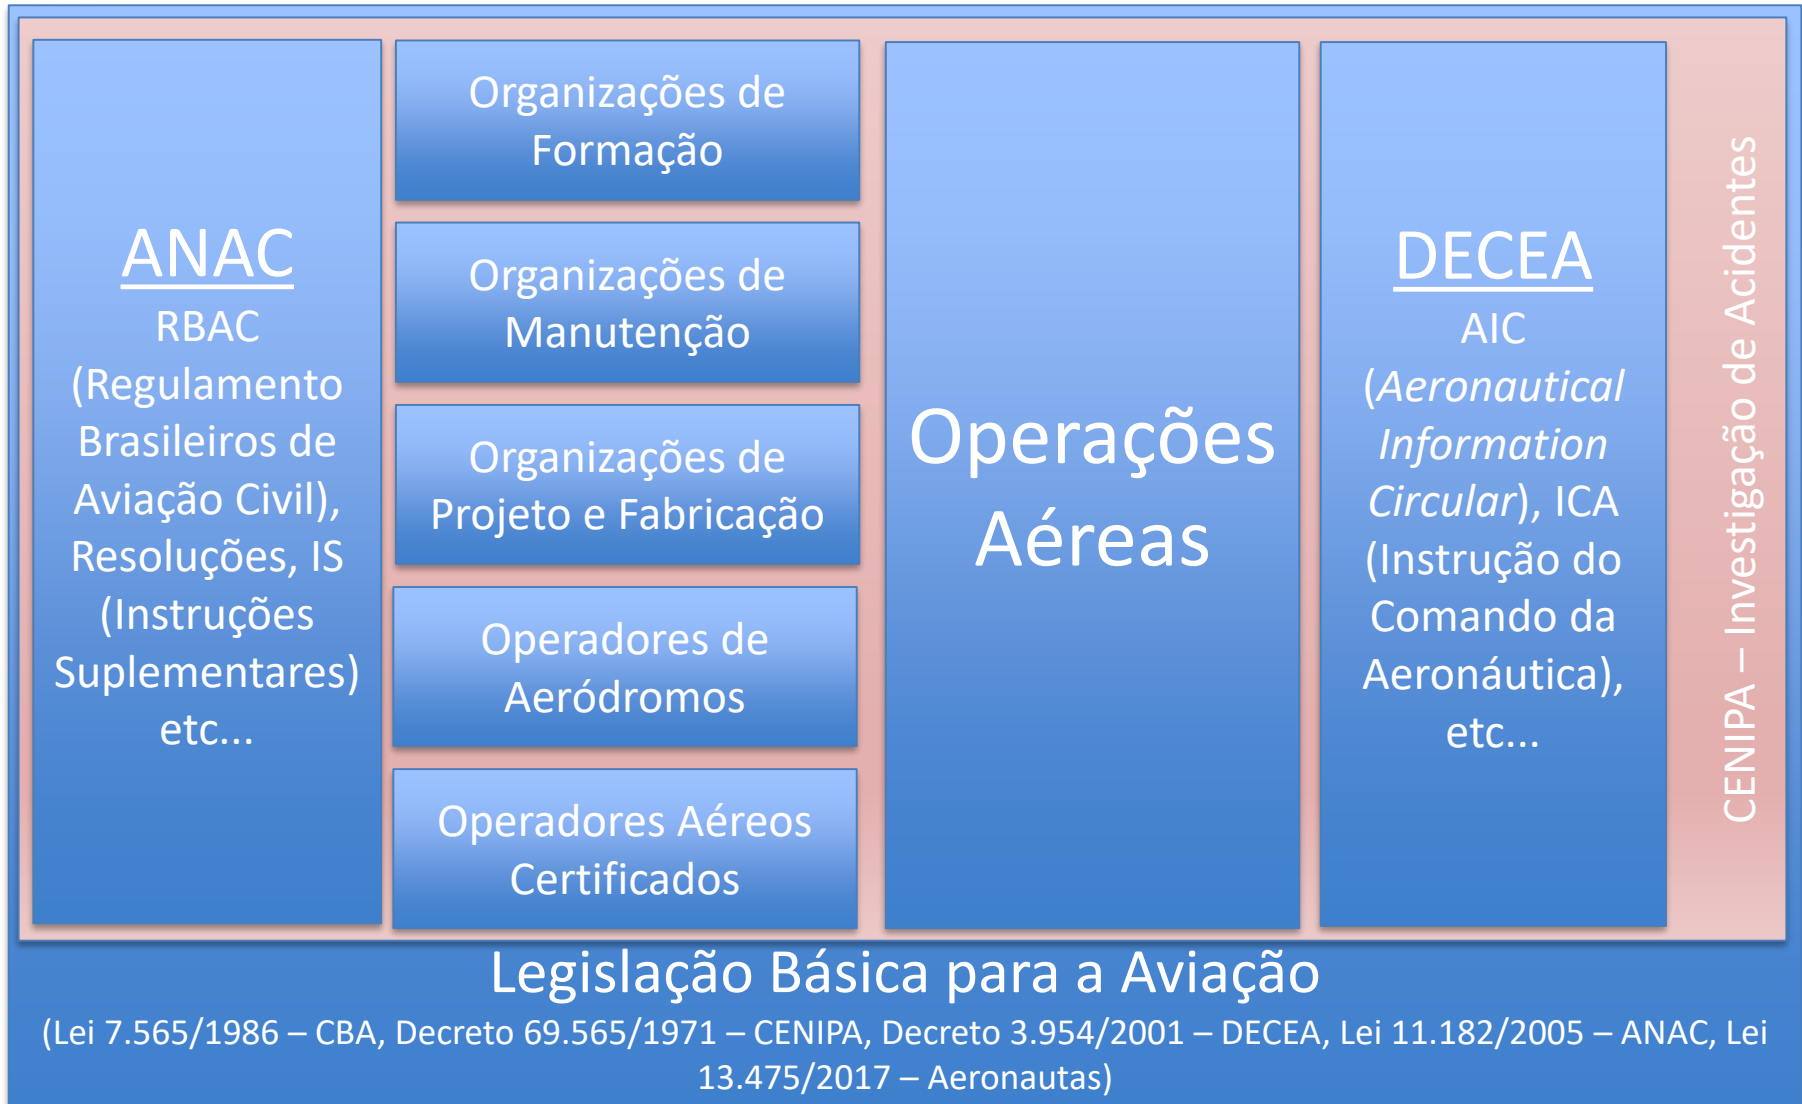 ANAC
RBAC
(Regulamento
Brasileiros de
Aviação Civil),
Resoluções, IS
(Instruções
Suplementares)
etc...
Organizações de
Formação
Organizações de
Manutenção
Organizações de
Projeto e Fabricação
Operadores de
Aeródromos
Operadores Aéreos
Certificados
Operações
Aéreas
DECEA
AIC
(Aeronautical
Information
Circular), ICA
(Instrução do
Comando da
Aeronáutica),
etc...
CENIPA – Investigação de Acidentes
Legislação Básica para a Aviação
(Lei 7.565/1986 – CBA, Decreto 69.565/1971 – CENIPA, Decreto 3.954/2001 – DECEA, Lei 11.182/2005 – ANAC, Lei
13.475/2017 – Aeronautas)